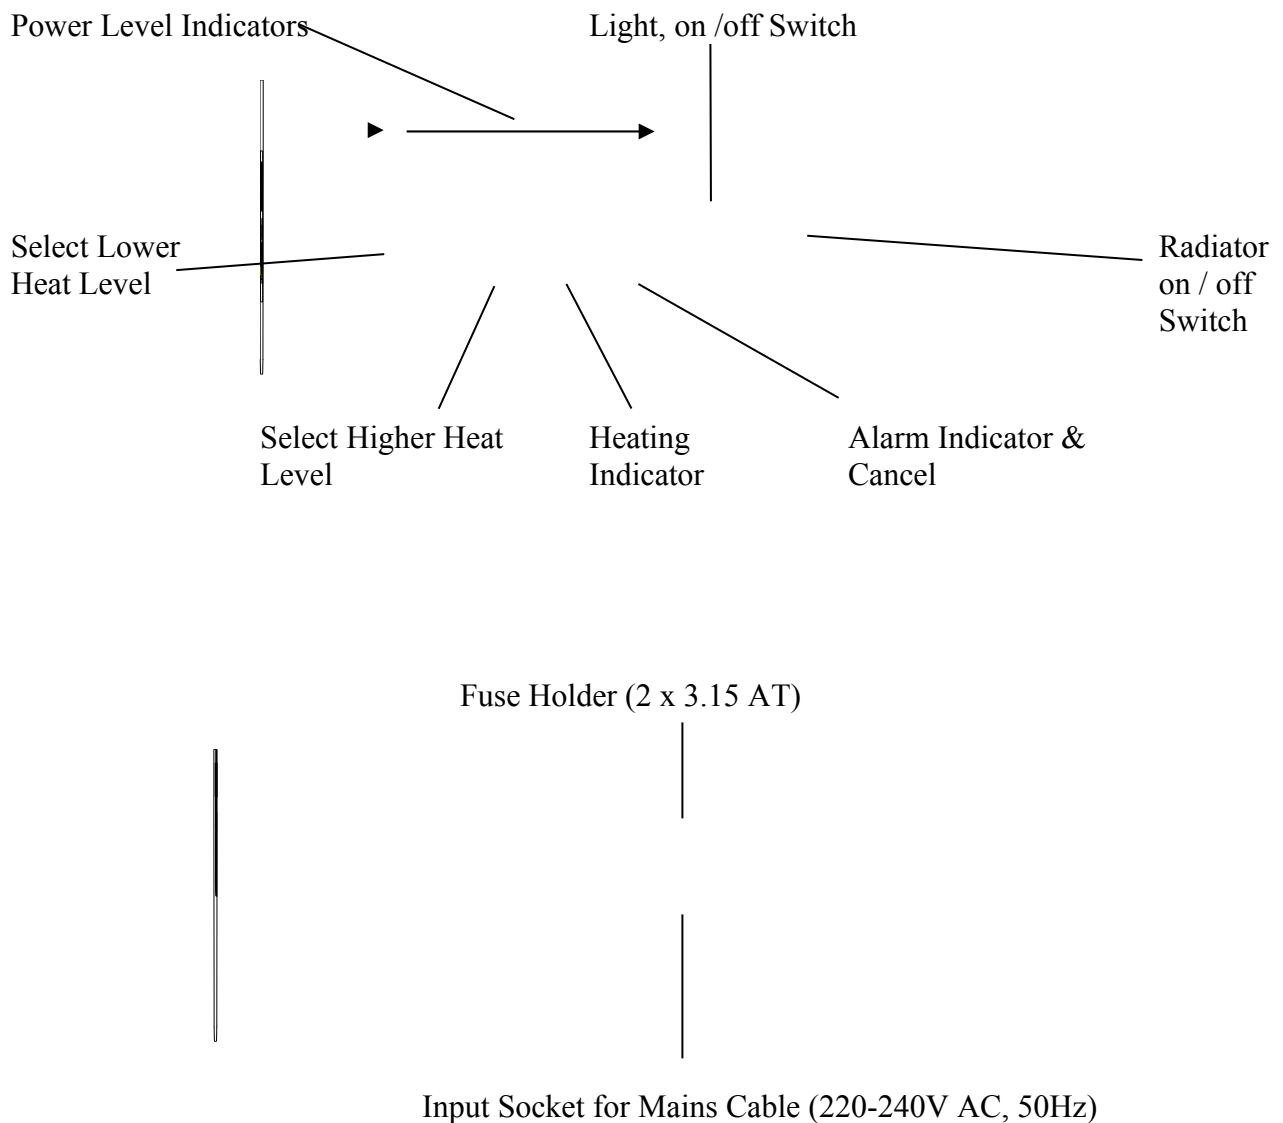 Power Level Indicators
Light, on /off Switch
Select Lower
Heat Level
Radiator
on / off
Switch
Select Higher Heat
Level
Heating
Indicator
Alarm Indicator &
Cancel
Fuse Holder (2 x 3.15 AT)
Input Socket for Mains Cable (220-240V AC, 50Hz)